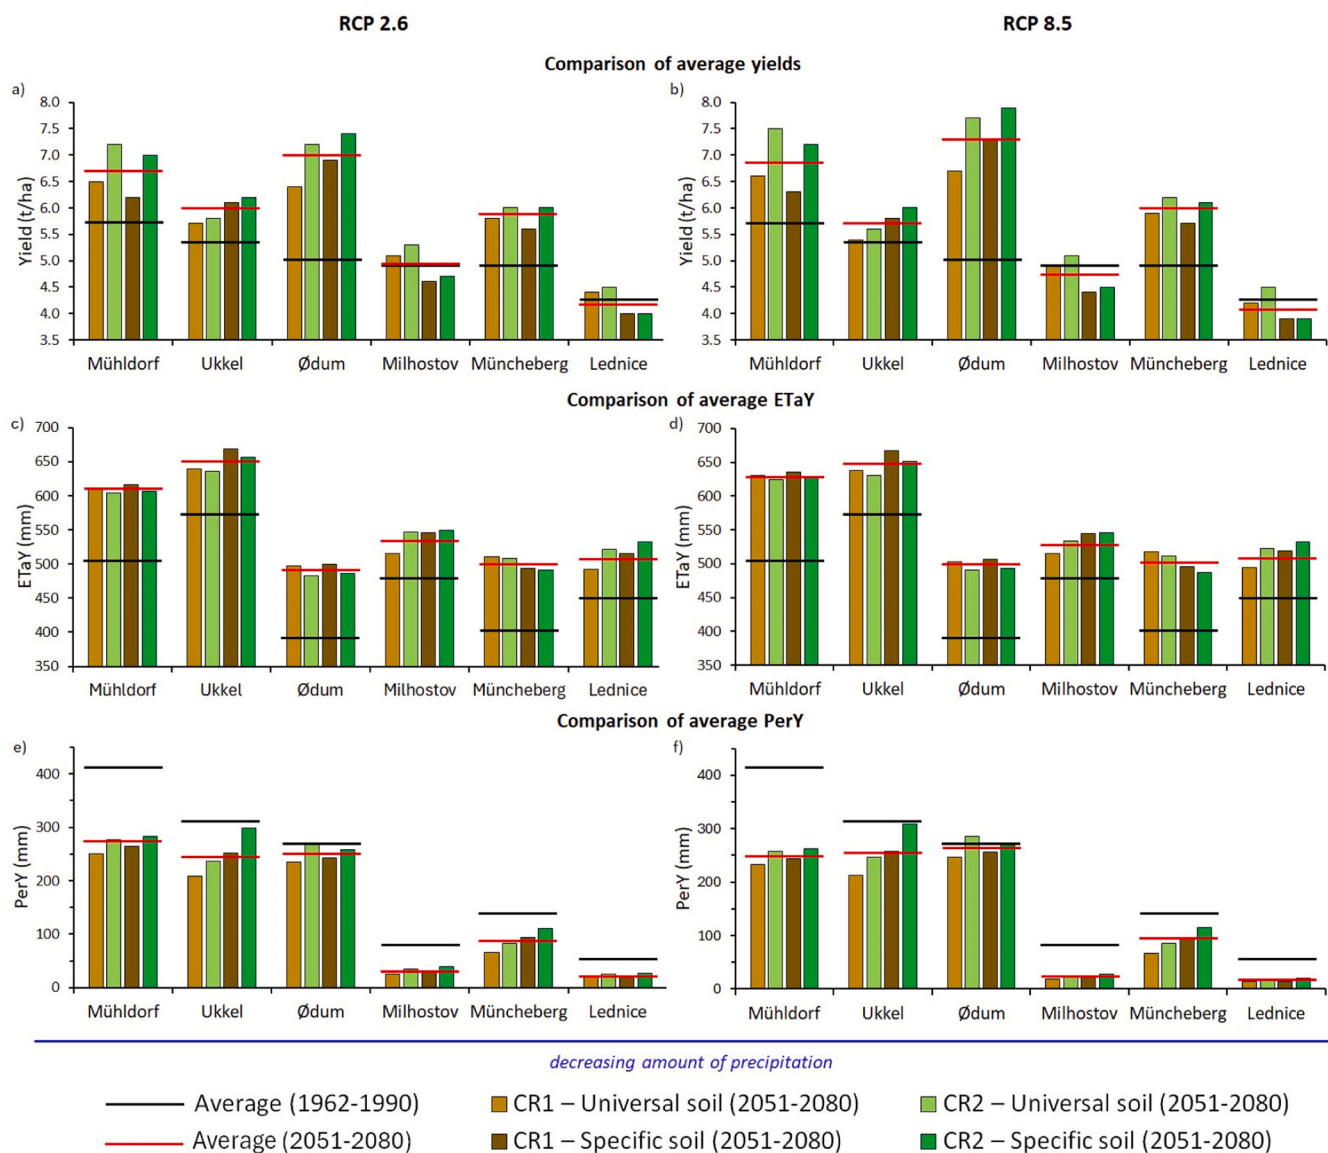 RCP 2.6
RCP 8.5
Comparison of average yields
a)
b)
Yield (t/ha)
8.0
7.5
7.0
6.5
6.0
5.5
5.0
4.5
4.0
3.5
Mühldorf Ukkel Ødum Milhostov Müncheberg Lednice
Yield (t/ha)
8.0
7.5
7.0
6.5
6.0
5.5
5.0
4.5
4.0
3.5
Mühldorf Ukkel Ødum Milhostov Müncheberg Lednice
Comparison of average ETaY
c)
d)
ETaY (mm)
700
650
600
550
500
450
400
350
Mühldorf Ukkel Ødum Milhostov Müncheberg Lednice
ETaY (mm)
700
650
600
550
500
450
400
350
Mühldorf Ukkel Ødum Milhostov Müncheberg Lednice
Comparison of average PerY
e)
f)
PerY (mm)
400
300
200
100
0
Mühldorf Ukkel Ødum Milhostov Müncheberg Lednice
PerY (mm)
400
300
200
100
0
Mühldorf Ukkel Ødum Milhostov Müncheberg Lednice
decreasing amount of precipitation
Average (1962-1990)
CR1 – Universal soil (2051-2080)
CR2 – Universal soil (2051-2080)
Average (2051-2080)
CR1 – Specific soil (2051-2080)
CR2 – Specific soil (2051-2080)